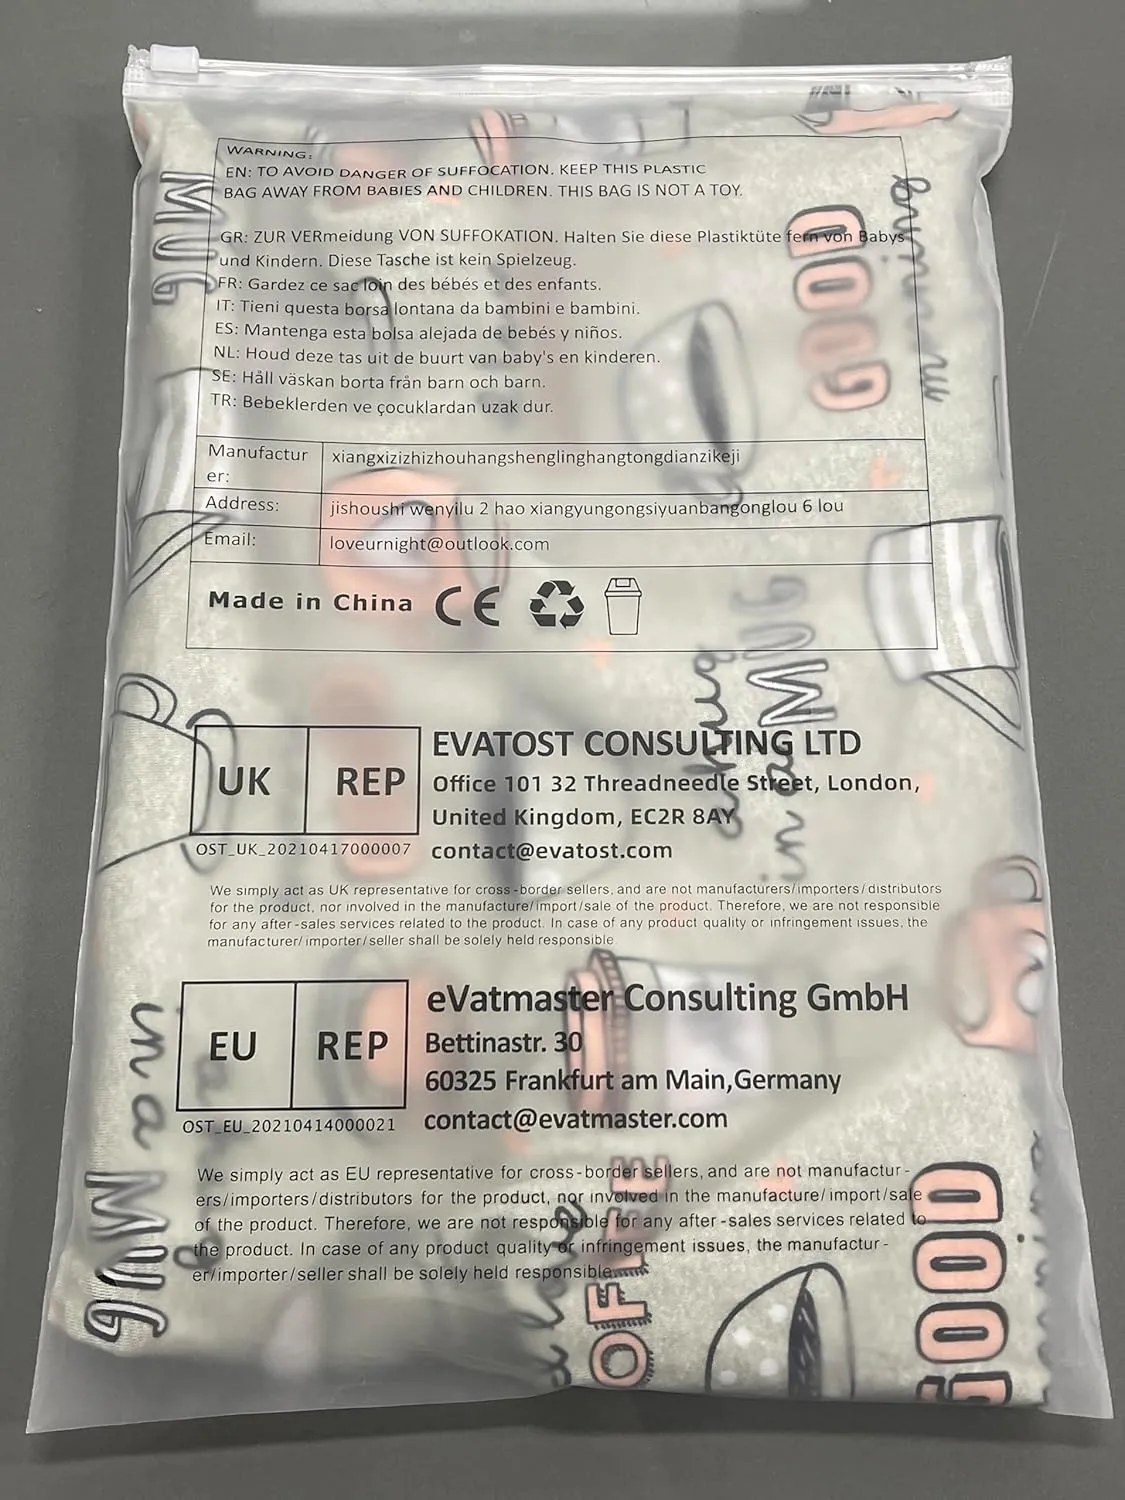 WARNING:
EN: TO AVOID DANGER OF SUFFOCATION. KEEP THIS PLASTIC
BAG AWAY FROM BABIES AND CHILDREN. THIS BAG IS NOT A TOY.
GR: ZUR VERmeidung VON SUFFOKATION. Halten Sie diese Plastiktüte fern von Babys
und Kindern. Diese Tasche ist kein Spielzeug.
FR: Gardez ce sac loin des bébés et des enfants.
IT: Tieni questa borsa lontana da bambini e bambini.
ES: Mantenga esta bolsa alejada de bebés y niños.
NL: Houd deze tas uit de buurt van baby's en kinderen.
SE: Håll väskan borta från barn och barn.
TR: Bebeklerden ve çocuklardan uzak dur.
Manufactur
er:
xiangxizizhizhouhangshenglinghangtongdianzikeji
Address:
jishoushi wenyilu 2 hao xiangyungongsiyuanbangonglou 6 lou
Email:
loveurnight@outlook.com
Made in China CE
UK REP
OST_UK_20210417000007
EVATOST CONSULTING LTD
Office 101 32 Threadneedle Street, London,
United Kingdom, EC2R 8AY
contact@evatost.com
We simply act as UK representative for cross-border sellers, and are not manufacturers/importers/distributors
for the product, nor involved in the manufacture/import/sale of the product. Therefore, we are not responsible
for any after-sales services related to the product. In case of any product quality or infringement issues, the
manufacturer/importer/seller shall be solely held responsible
EU REP
OST_EU_20210414000021
eVatmaster Consulting GmbH
Bettinastr. 30
60325 Frankfurt am Main,Germany
contact@evatmaster.com
We simply act as EU representative for cross-border sellers, and are not manufactur-
ers/importers/distributors for the product, nor involved in the manufacture/import/sale
of the product. Therefore, we are not responsible for any after-sales services related to
the product. In case of any product quality or infringement issues, the manufactur-
er/importer/seller shall be solely held responsible.
MUG
GOOD
morning
a hug
in a
MUG
in a
MUG
OFFEE
GOOD